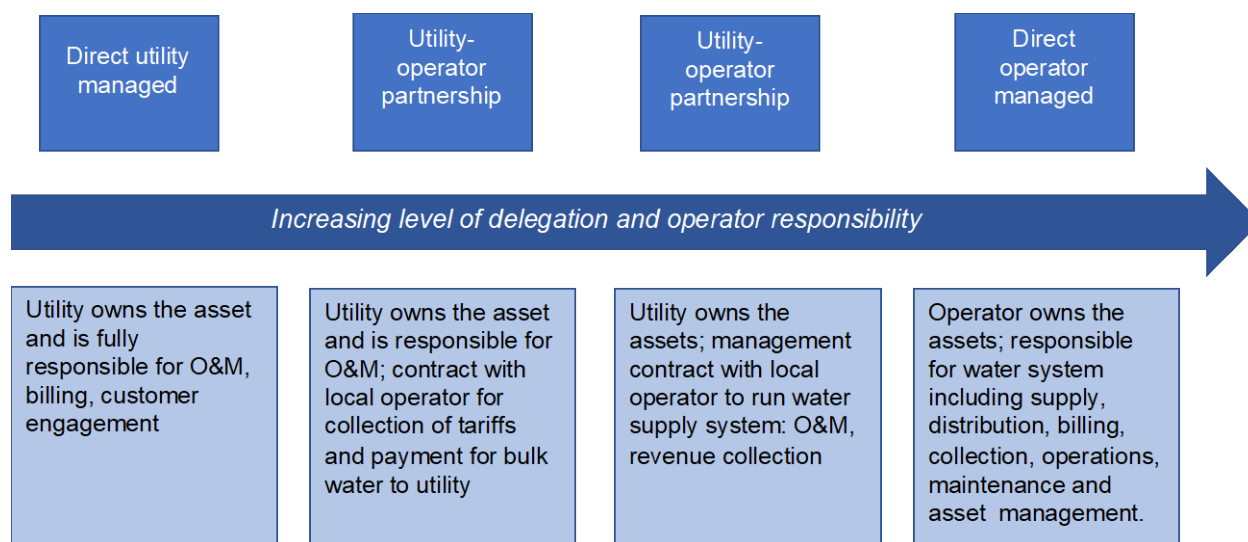 Direct utility
managed
Utility-
operator
partnership
Utility-
operator
partnership
Direct
operator
managed
Increasing level of delegation and operator responsibility
Utility owns the asset
and is fully
responsible for O&M,
billing, customer
engagement
Utility owns the asset
and is responsible for
O&M; contract with
local operator for
collection of tariffs
and payment for bulk
water to utility
Utility owns the
assets; management
contract with local
operator to run water
supply system: O&M,
revenue collection
Operator owns the
assets; responsible
for water system
including supply,
distribution, billing,
collection, operations,
maintenance and
asset management.